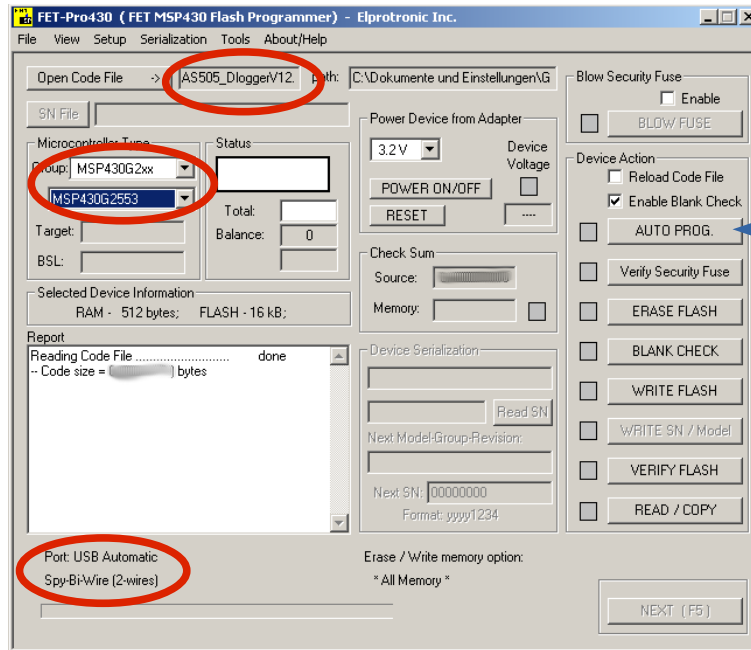 FET-Pro430 ( FET MSP430 Flash Programmer) - Elprotronic Inc.
File View Setup Serialization Tools About/Help
Open Code File ->
AS505_DloggerV12.
path:
C:\Dokumente und Einstellungen\G
SN File
Microcontroller Type
Group: MSP430G2xx
MSP430G2553
Target:
BSL:
Status
Total:
Balance: 0
Selected Device Information
RAM - 512 bytes; FLASH - 16 kB;
Report
Reading Code File ........................... done
-- Code size = bytes
Port: USB Automatic
Spy-Bi-Wire (2-wires)
Power Device from Adapter
3.2 V
Device
Voltage
POWER ON/OFF
RESET
----
Check Sum
Source:
Memory:
Device Serialization
Read SN
Next Model-Group-Revision:
Next SN: 00000000
Format: yyyy1234
Erase / Write memory option:
* All Memory *
Blow Security Fuse
Enable
BLOW FUSE
Device Action
Reload Code File
Enable Blank Check
AUTO PROG.
Verify Security Fuse
ERASE FLASH
BLANK CHECK
WRITE FLASH
WRITE SN / Model
VERIFY FLASH
READ / COPY
NEXT (F5)